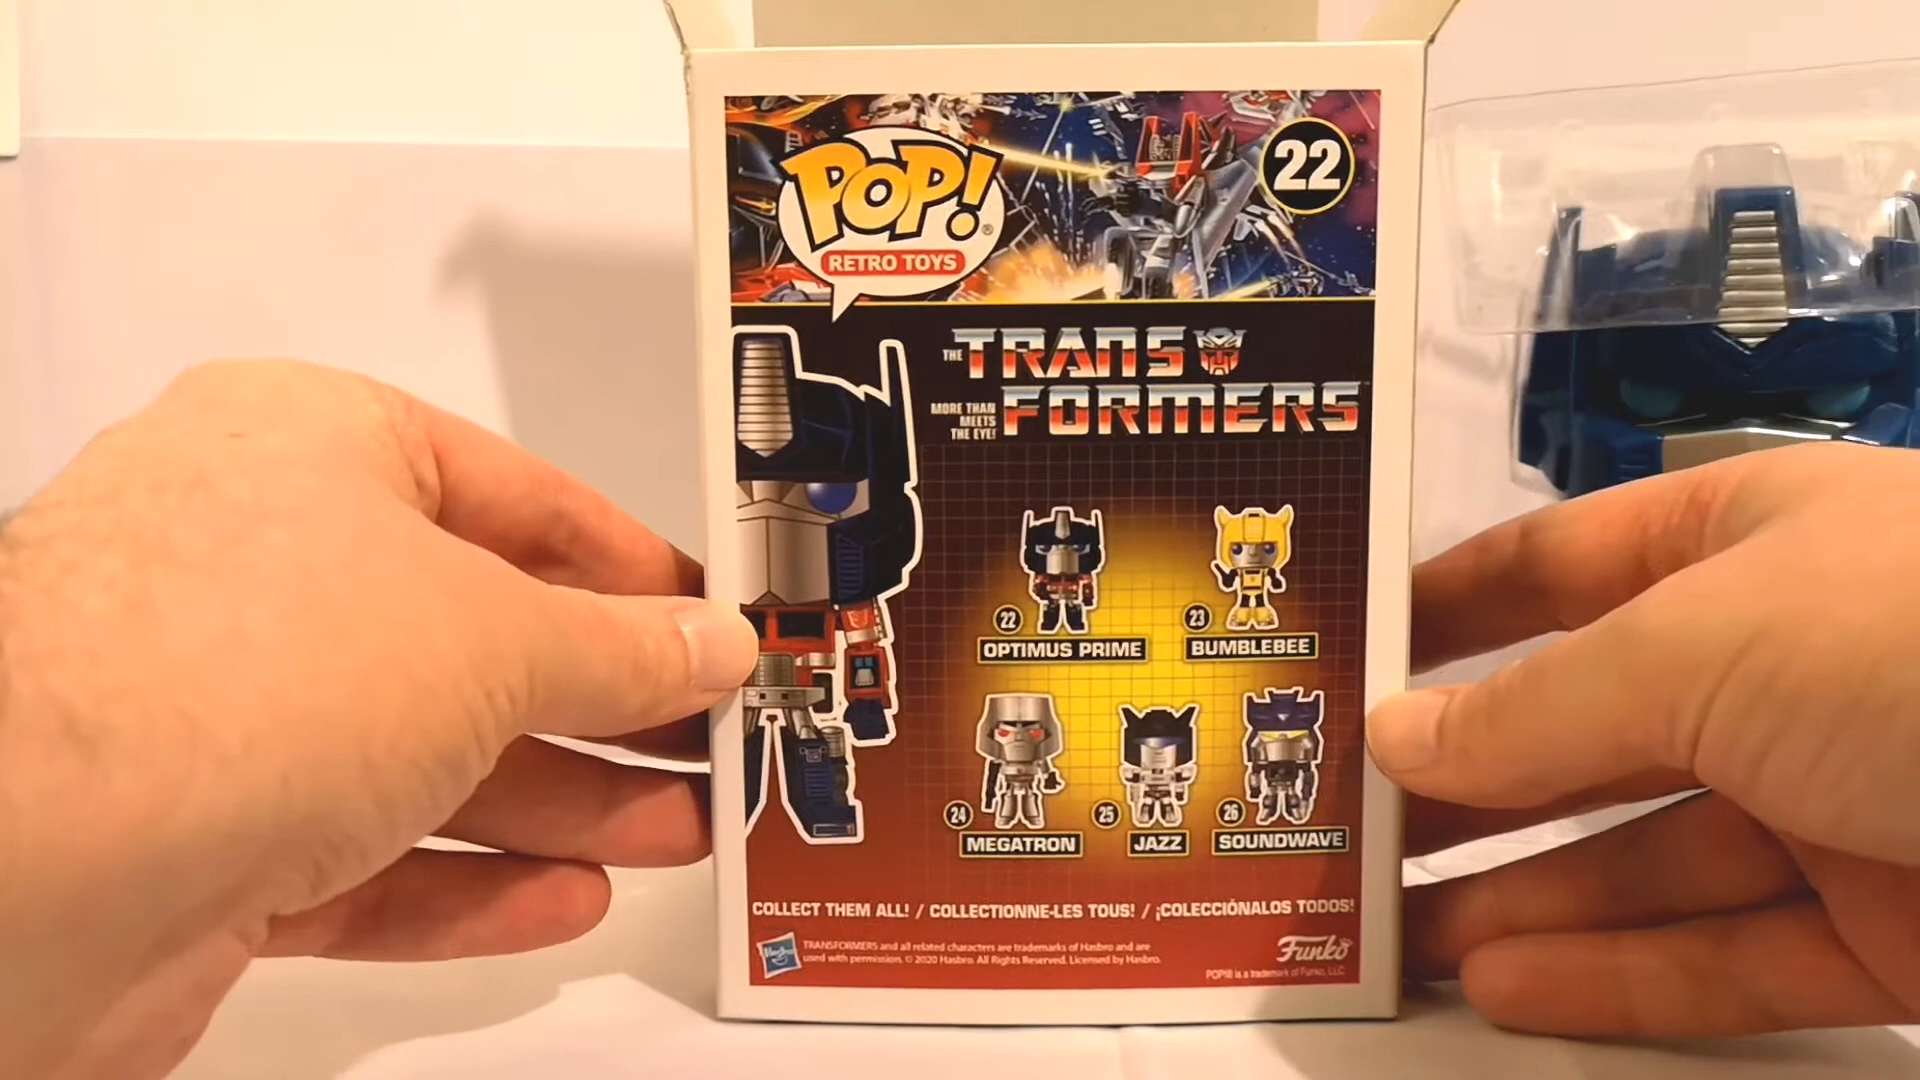 POP!
RETRO TOYS
22
THE TRANSFORMERS
MORE THAN
MEETS
THE EYE!
22
OPTIMUS PRIME
23
BUMBLEBEE
24
MEGATRON
25
JAZZ
26
SOUNDWAVE
COLLECT THEM ALL! / COLLECTIONNE-LES TOUS! / ¡COLECCIÓNALOS TODOS!
Hasbro
TRANSFORMERS and all related characters are trademarks of Hasbro and are
used with permission. © 2020 Hasbro. All Rights Reserved. Licensed by Hasbro.
Funko
POP!® is a trademark of Funko, LLC